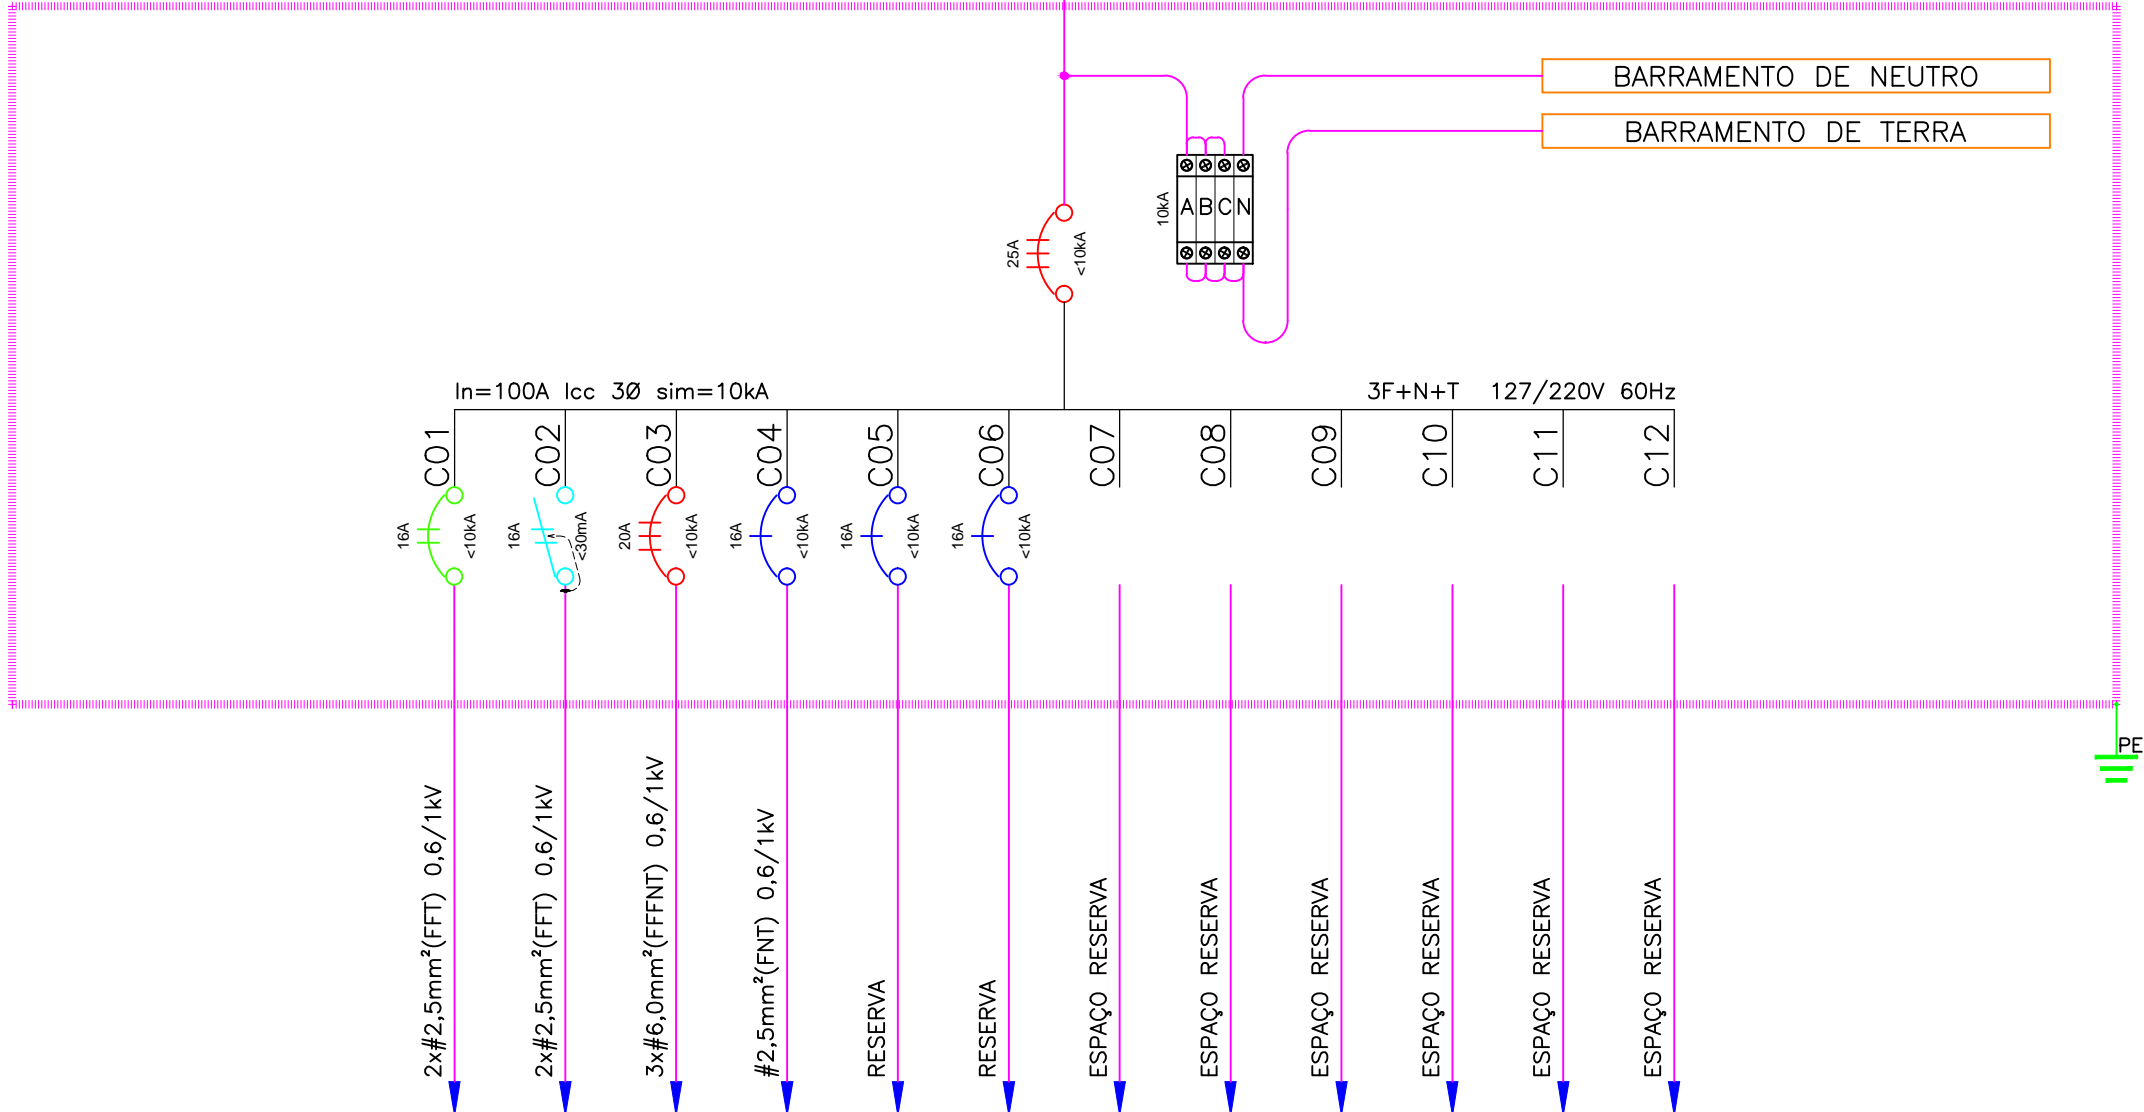 BARRAMENTO DE NEUTRO
BARRAMENTO DE TERRA
10kA
A B C N
25A
<10kA
In=100A Icc 3Ø sim=10kA
3F+N+T 127/220V 60Hz
C01
C02
C03
C04
C05
C06
C07
C08
C09
C10
C11
C12
16A
<10kA
16A
<30mA
20A
<10kA
16A
<10kA
16A
<10kA
16A
<10kA
PE
2x#2,5mm²(FFT) 0,6/1kV
2x#2,5mm²(FFT) 0,6/1kV
3x#6,0mm²(FFFNT) 0,6/1kV
#2,5mm²(FNT) 0,6/1kV
RESERVA
RESERVA
ESPAÇO RESERVA
ESPAÇO RESERVA
ESPAÇO RESERVA
ESPAÇO RESERVA
ESPAÇO RESERVA
ESPAÇO RESERVA